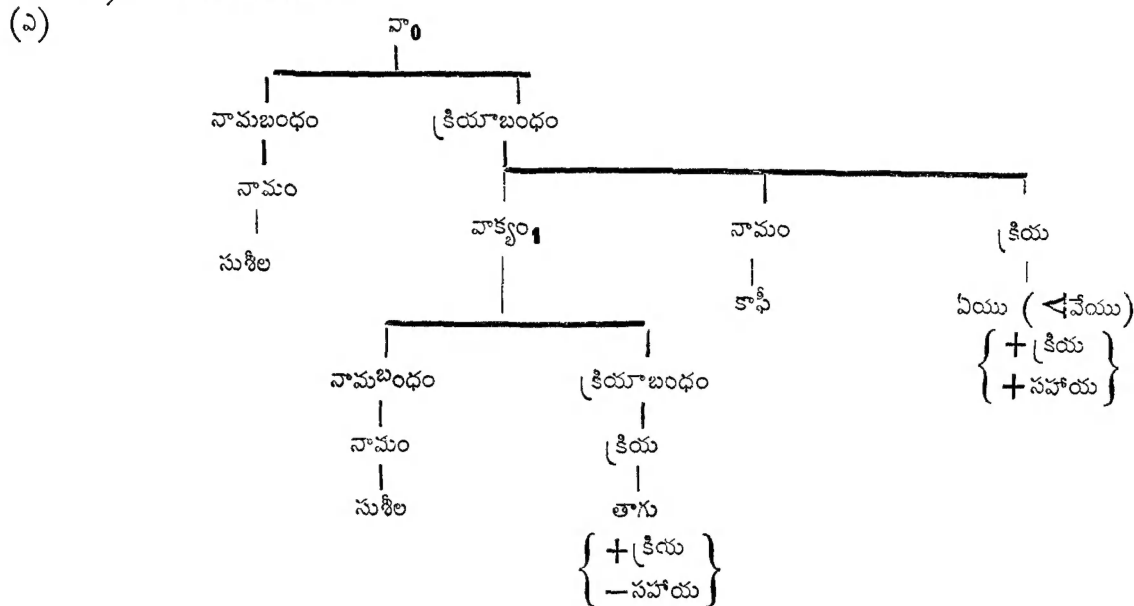 (ఎ)
వా0
నామబంధం క్రియాబంధం
నామం
వాక్యం1 నామం క్రియ
సుశీల
కాఫీ ఏయు (<వేయు)
{ +క్రియ +సహాయ }
నామబంధం క్రియాబంధం
నామం క్రియ
సుశీల తాగు
{ +క్రియ –సహాయ }